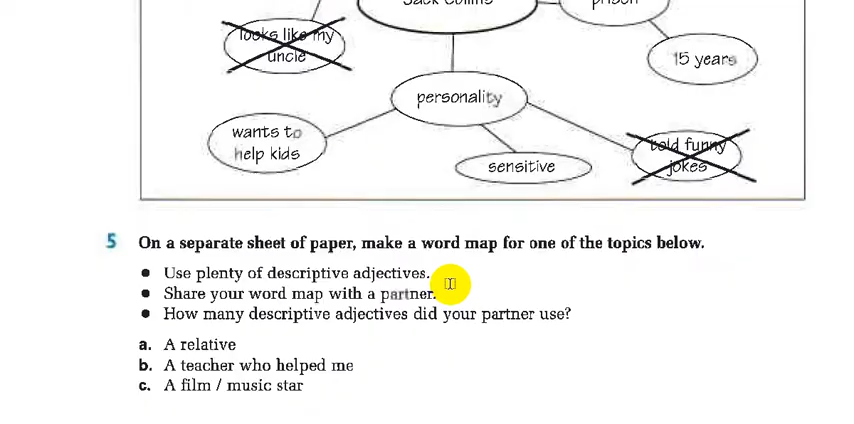 Jack Collins
prison
looks like my
uncle
15 years
personality
wants to
help kids
sensitive
told funny
jokes
5 On a separate sheet of paper, make a word map for one of the topics below.
● Use plenty of descriptive adjectives.
● Share your word map with a partner.
● How many descriptive adjectives did your partner use?
a. A relative
b. A teacher who helped me
c. A film / music star